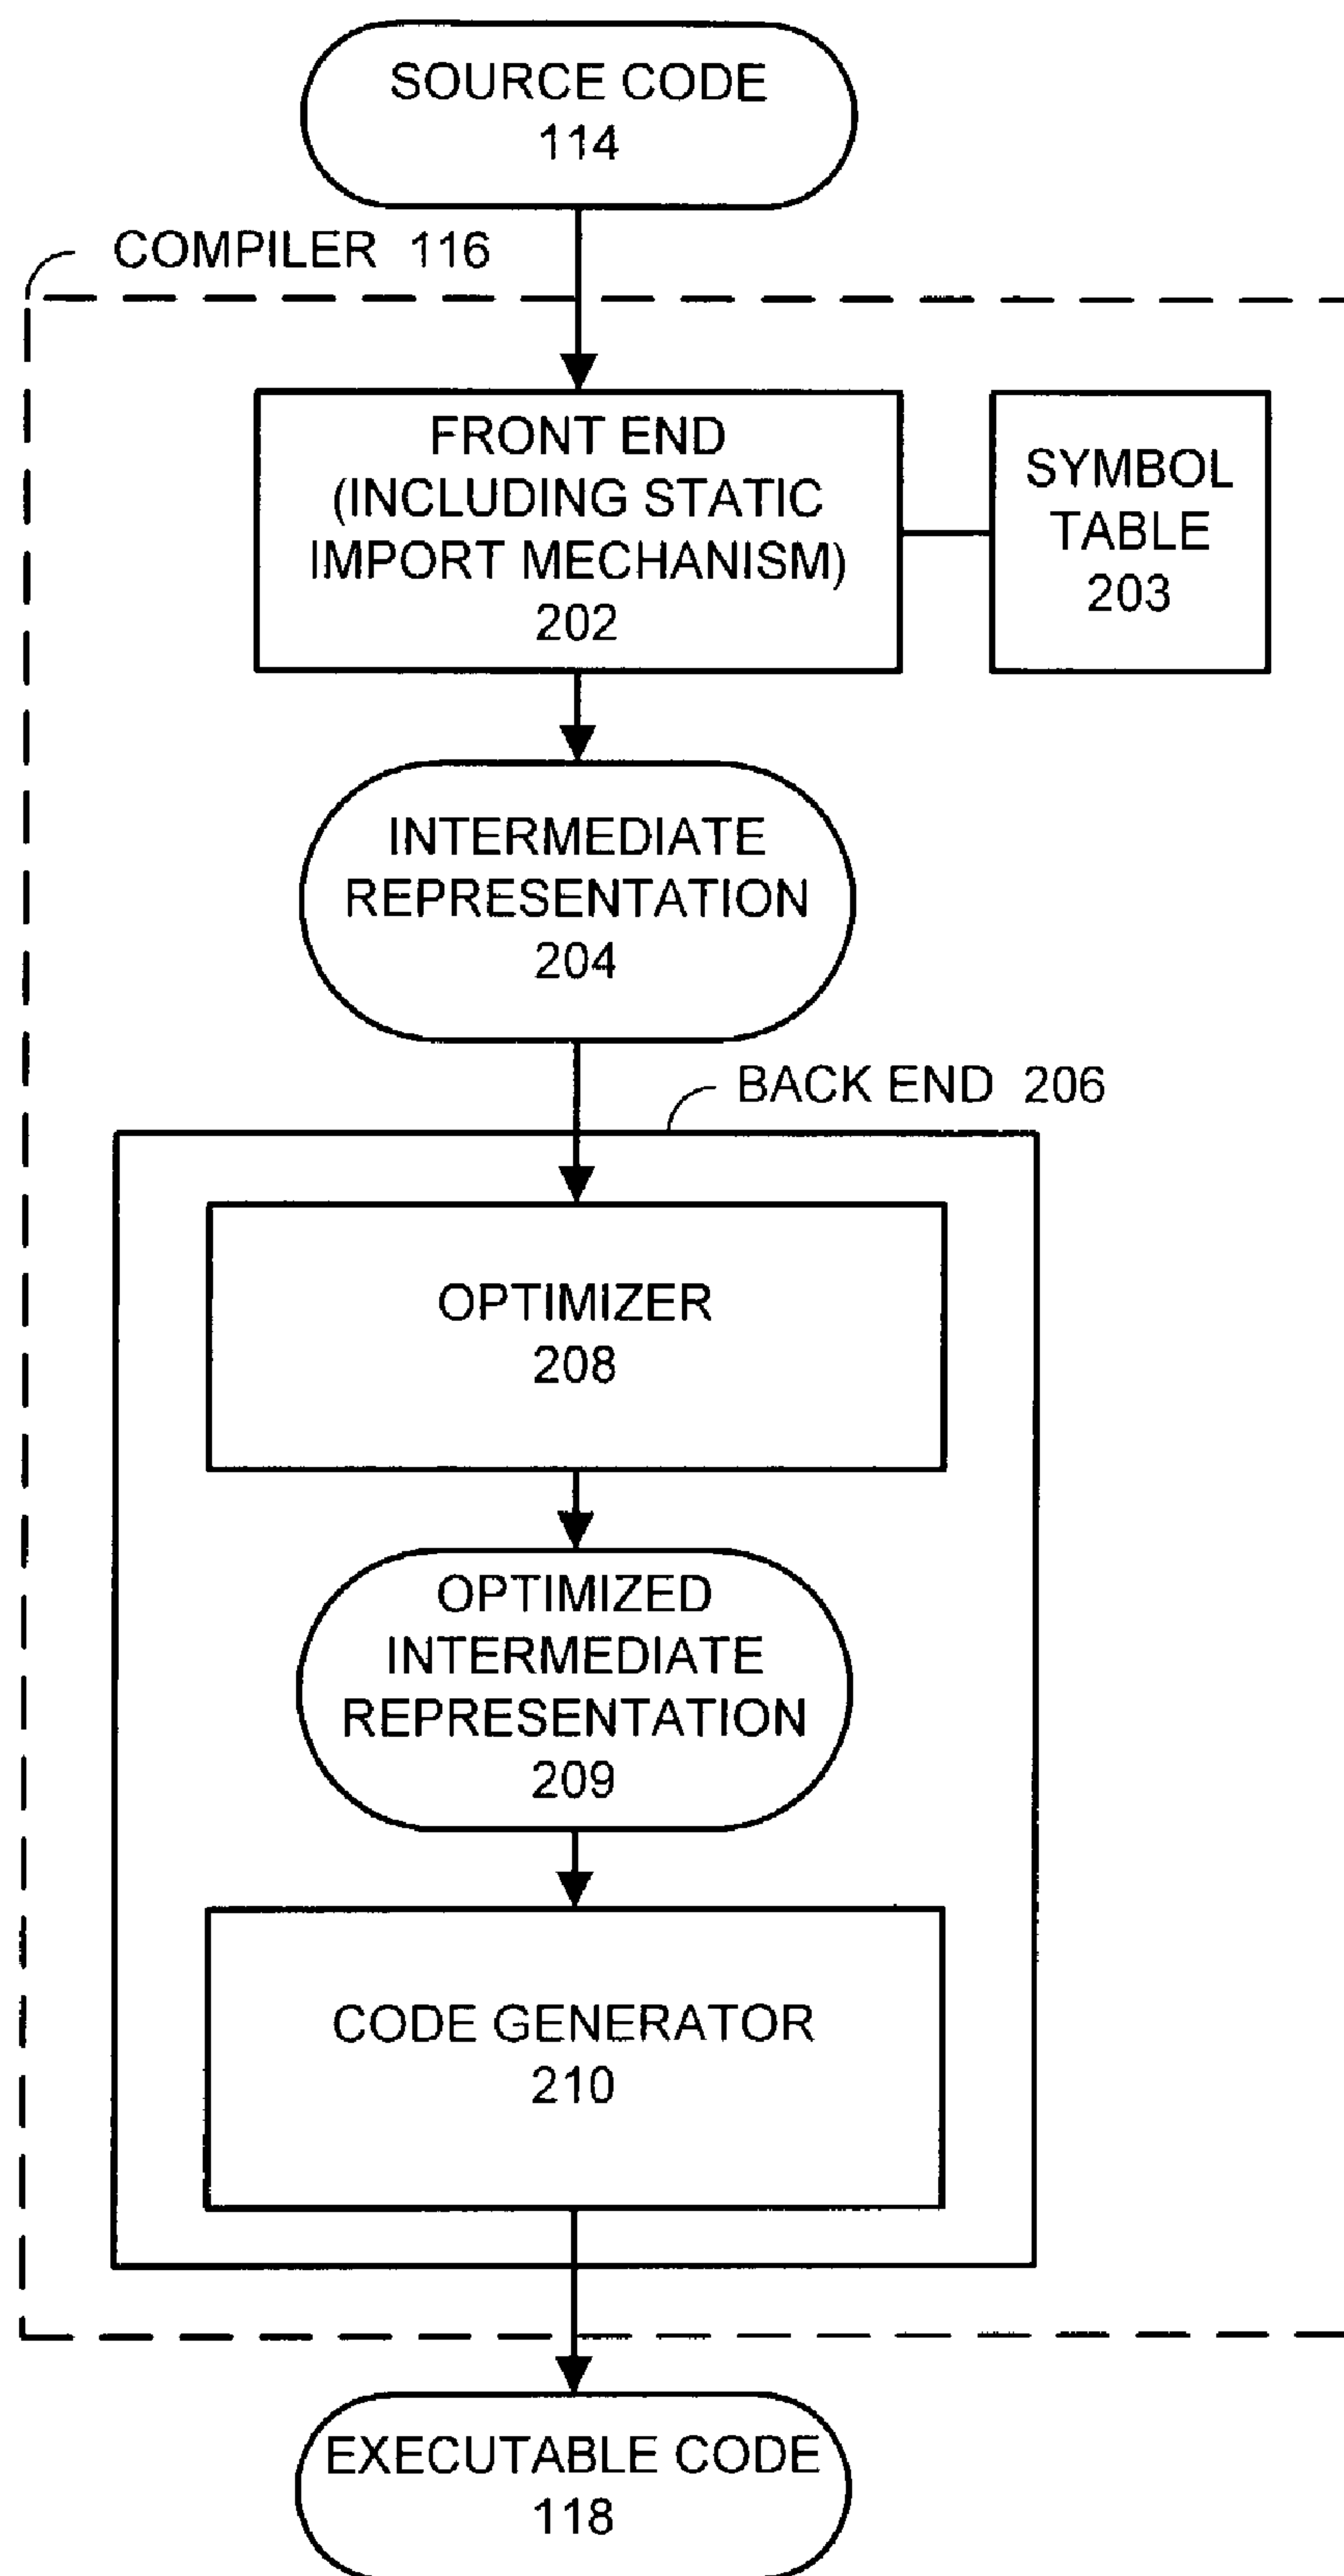 SOURCE CODE
114
COMPILER 116
FRONT END
(INCLUDING STATIC
IMPORT MECHANISM)
202
SYMBOL
TABLE
203
INTERMEDIATE
REPRESENTATION
204
BACK END 206
OPTIMIZER
208
OPTIMIZED
INTERMEDIATE
REPRESENTATION
209
CODE GENERATOR
210
EXECUTABLE CODE
118